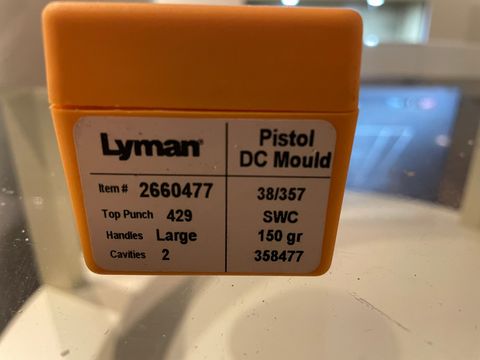 Lyman®
Pistol
DC Mould
Item # 2660477
38/357
Top Punch 429
SWC
Handles Large
150 gr
Cavities 2
358477